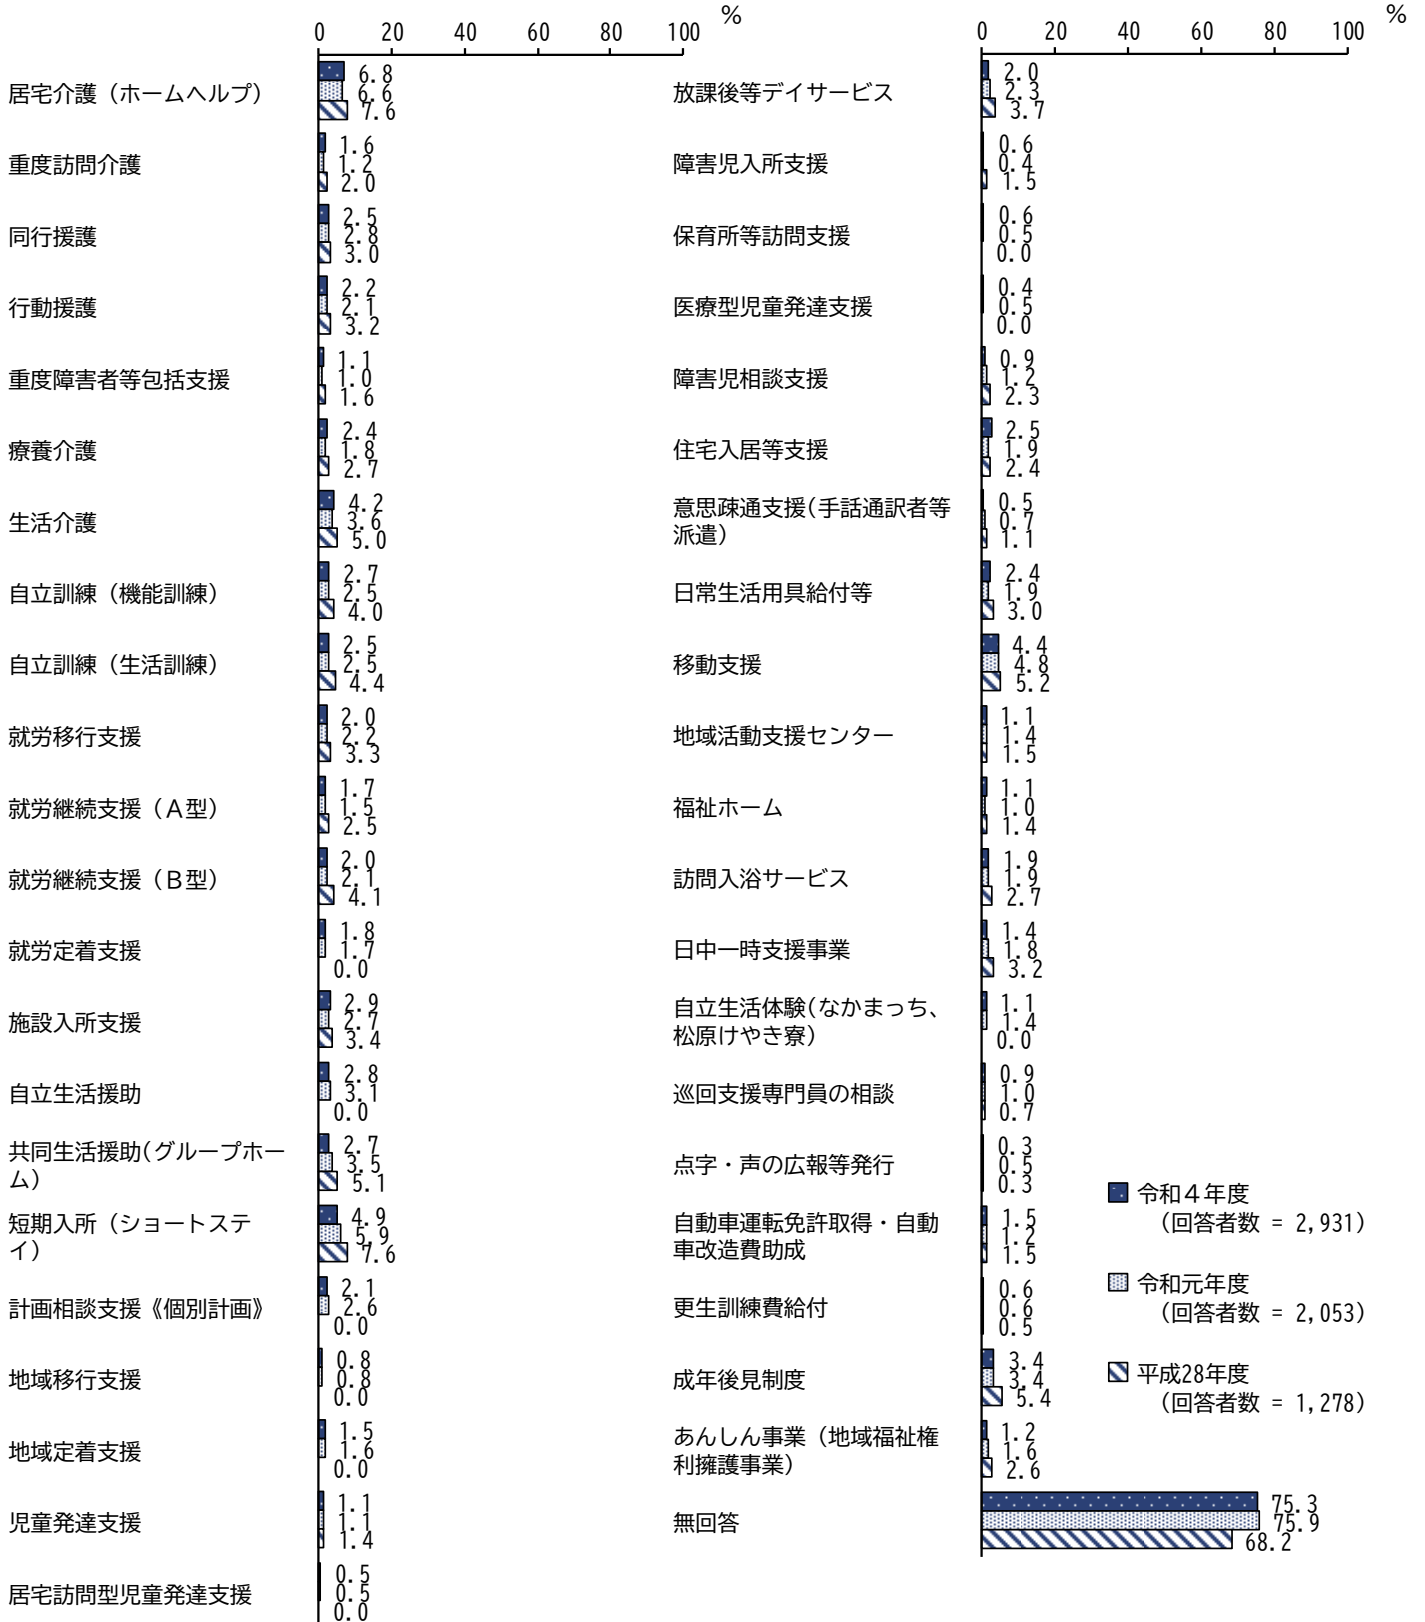 %
0 20 40 60 80 100
居宅介護（ホームヘルプ）
6.8
6.6
7.6
重度訪問介護
1.6
1.2
2.0
同行援護
2.5
2.8
3.0
行動援護
2.2
2.1
3.2
重度障害者等包括支援
1.1
1.0
1.6
療養介護
2.4
1.8
2.7
生活介護
4.2
3.6
5.0
自立訓練（機能訓練）
2.7
2.5
4.0
自立訓練（生活訓練）
2.5
2.5
4.4
就労移行支援
2.0
2.2
3.3
就労継続支援（Ａ型）
1.7
1.5
2.5
就労継続支援（Ｂ型）
2.0
2.1
4.1
就労定着支援
1.8
1.7
0.0
施設入所支援
2.9
2.7
3.4
自立生活援助
2.8
3.1
0.0
共同生活援助(グループホー
ム）
2.7
3.5
5.1
短期入所（ショートステ
イ）
4.9
5.9
7.6
計画相談支援《個別計画》
2.1
2.6
0.0
地域移行支援
0.8
0.8
0.0
地域定着支援
1.5
1.6
0.0
児童発達支援
1.1
1.1
1.4
居宅訪問型児童発達支援
0.5
0.5
0.0
%
0 20 40 60 80 100
放課後等デイサービス
2.0
2.3
3.7
障害児入所支援
0.6
0.4
1.5
保育所等訪問支援
0.6
0.5
0.0
医療型児童発達支援
0.4
0.5
0.0
障害児相談支援
0.9
1.2
2.3
住宅入居等支援
2.5
1.9
2.4
意思疎通支援(手話通訳者等
派遣）
0.5
0.7
1.1
日常生活用具給付等
2.4
1.9
3.0
移動支援
4.4
4.8
5.2
地域活動支援センター
1.1
1.4
1.5
福祉ホーム
1.1
1.0
1.4
訪問入浴サービス
1.9
1.9
2.7
日中一時支援事業
1.4
1.8
3.2
自立生活体験(なかまっち、
松原けやき寮）
1.1
1.4
0.0
巡回支援専門員の相談
0.9
1.0
0.7
点字・声の広報等発行
0.3
0.5
0.3
自動車運転免許取得・自動
車改造費助成
1.5
1.2
1.5
更生訓練費給付
0.6
0.6
0.5
成年後見制度
3.4
3.4
5.4
あんしん事業（地域福祉権
利擁護事業）
1.2
1.6
2.6
無回答
75.3
75.9
68.2
令和４年度
（回答者数 = 2,931）
令和元年度
（回答者数 = 2,053）
平成28年度
（回答者数 = 1,278）